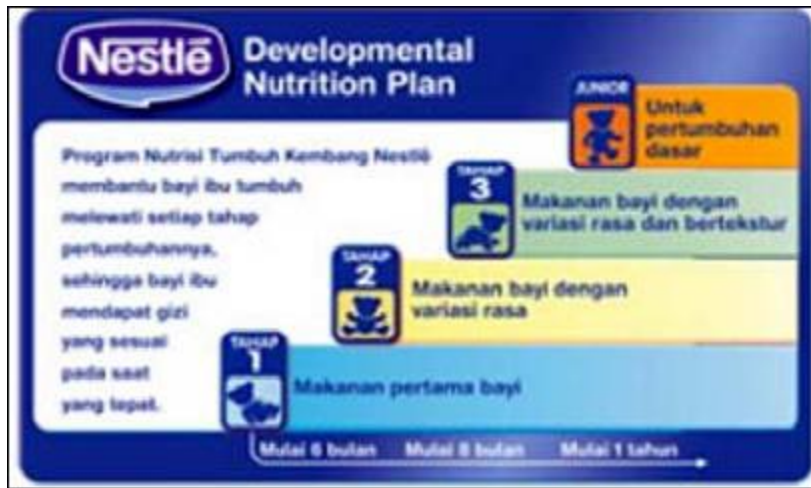 Nestlé
Developmental
Nutrition Plan
Program Nutrisi Tumbuh Kembang Nestlé
membantu bayi ibu tumbuh
melewati setiap tahap
pertumbuhannya,
sehingga bayi ibu
mendapat gizi
yang sesuai
pada saat
yang tepat.
JUNIOR
Untuk
pertumbuhan
dasar
TAHAP
3
Makanan bayi dengan
variasi rasa dan bertekstur
TAHAP
2
Makanan bayi dengan
variasi rasa
TAHAP
1
Makanan pertama bayi
Mulai 6 bulan Mulai 8 bulan Mulai 1 tahun